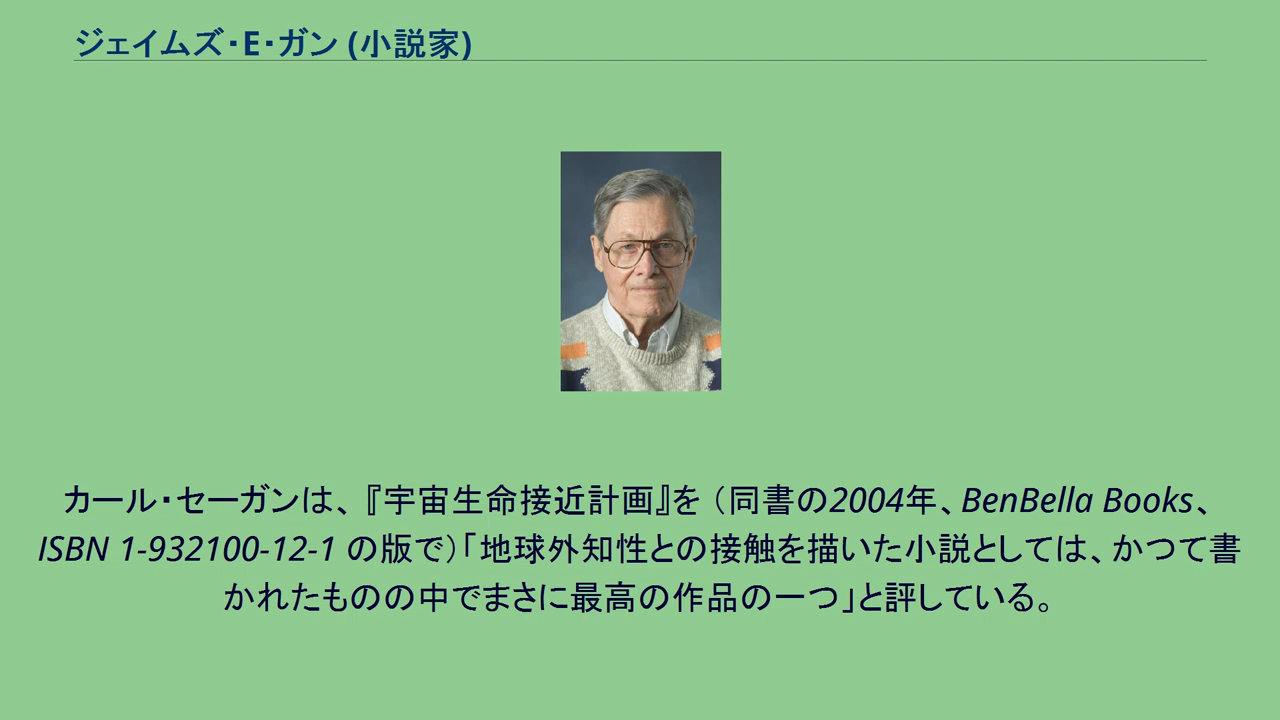 ジェイムズ・E・ガン (小説家)
カール・セーガンは、『宇宙生命接近計画』を（同書の2004年、BenBella Books、
ISBN 1-932100-12-1 の版で）「地球外知性との接触を描いた小説としては、かつて書
かれたものの中でまさに最高の作品の一つ」と評している。